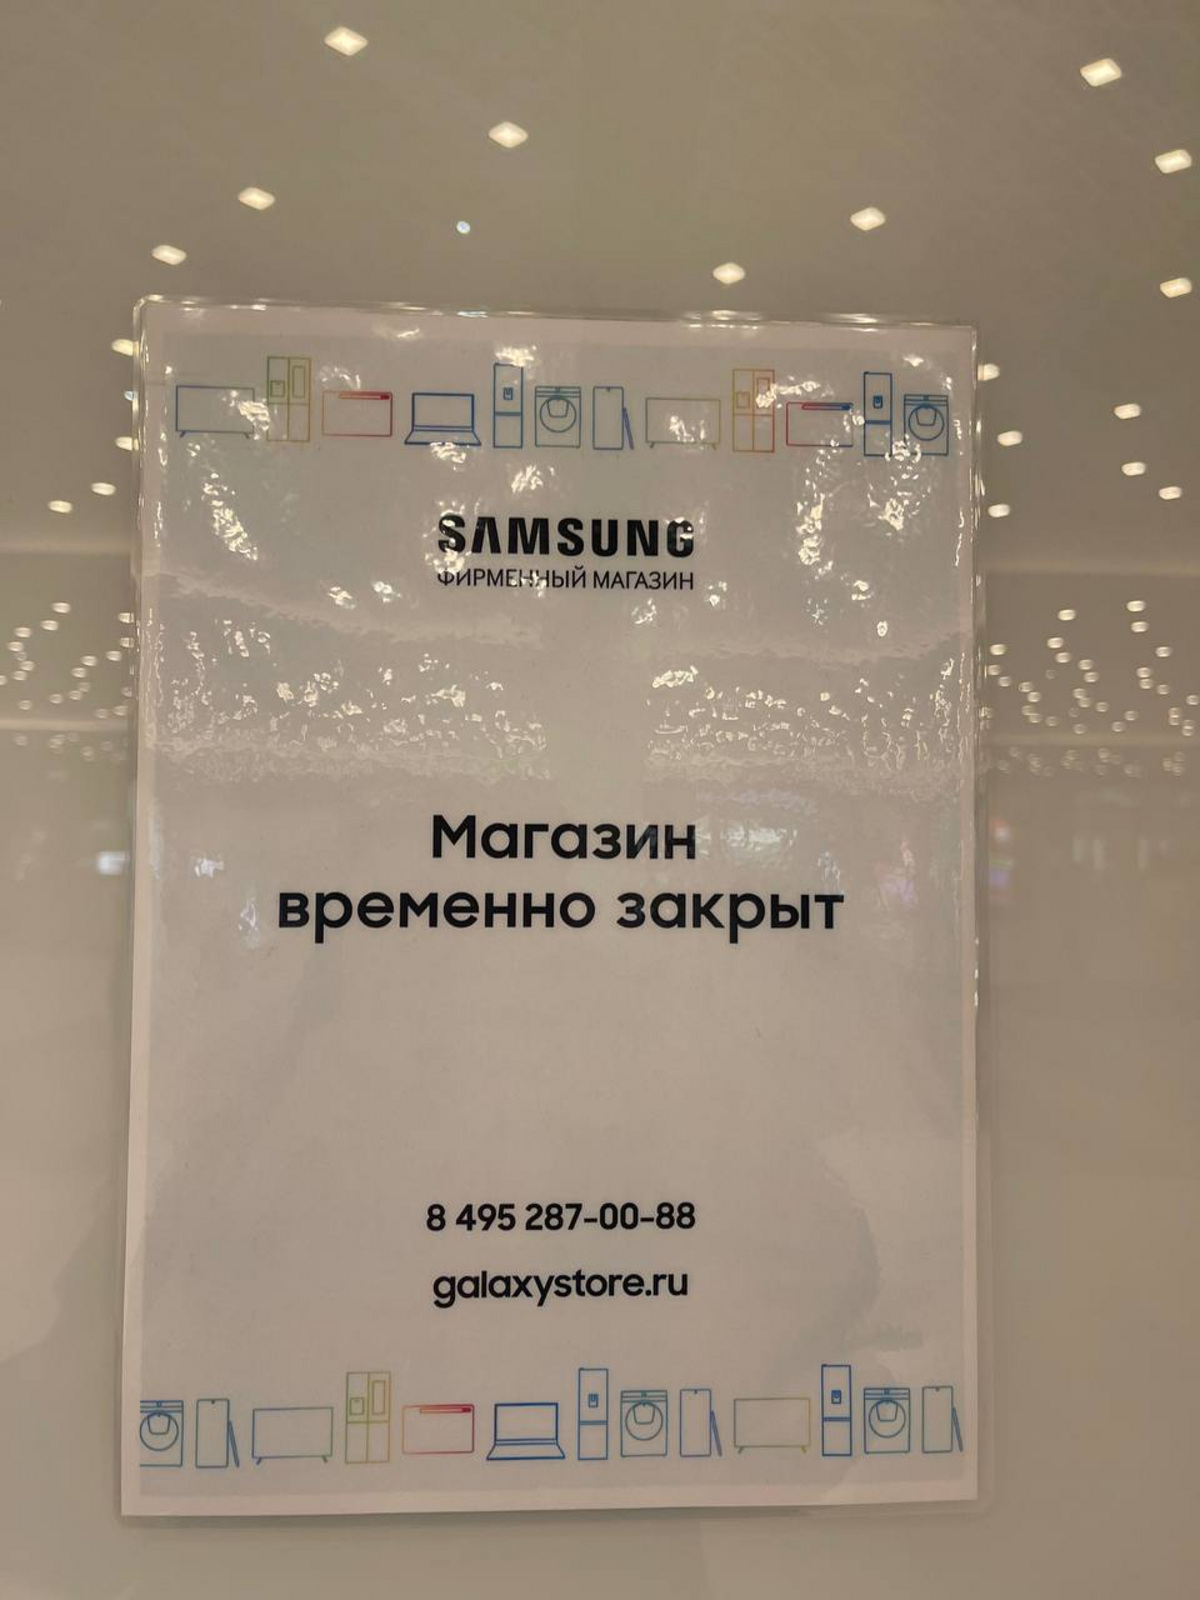 SAMSUNG
ФИРМЕННЫЙ МАГАЗИН
Магазин
временно закрыт
8 495 287-00-88
galaxystore.ru